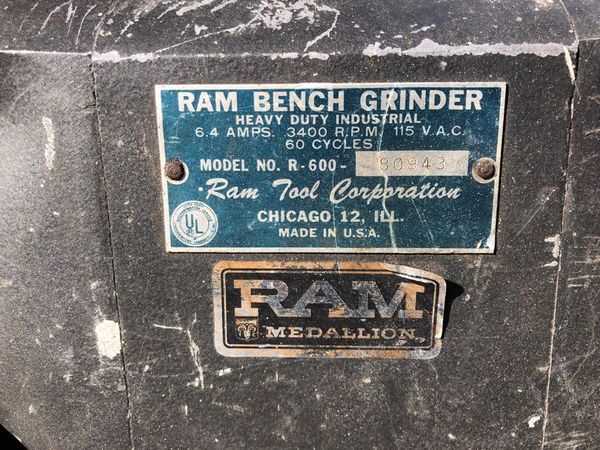 RAM BENCH GRINDER
HEAVY DUTY INDUSTRIAL
6.4 AMPS. 3400 R.P.M. 115 V.A.C.
60 CYCLES
MODEL NO. R-600- 80943
Ram Tool Corporation
CHICAGO 12, ILL.
MADE IN U.S.A.
UL
RAM
MEDALLION